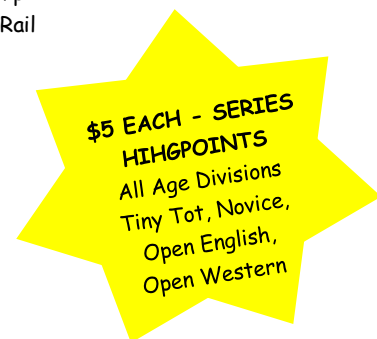 Rail
$5 EACH - SERIES
HIHGPOINTS
All Age Divisions
Tiny Tot, Novice,
Open English,
Open Western